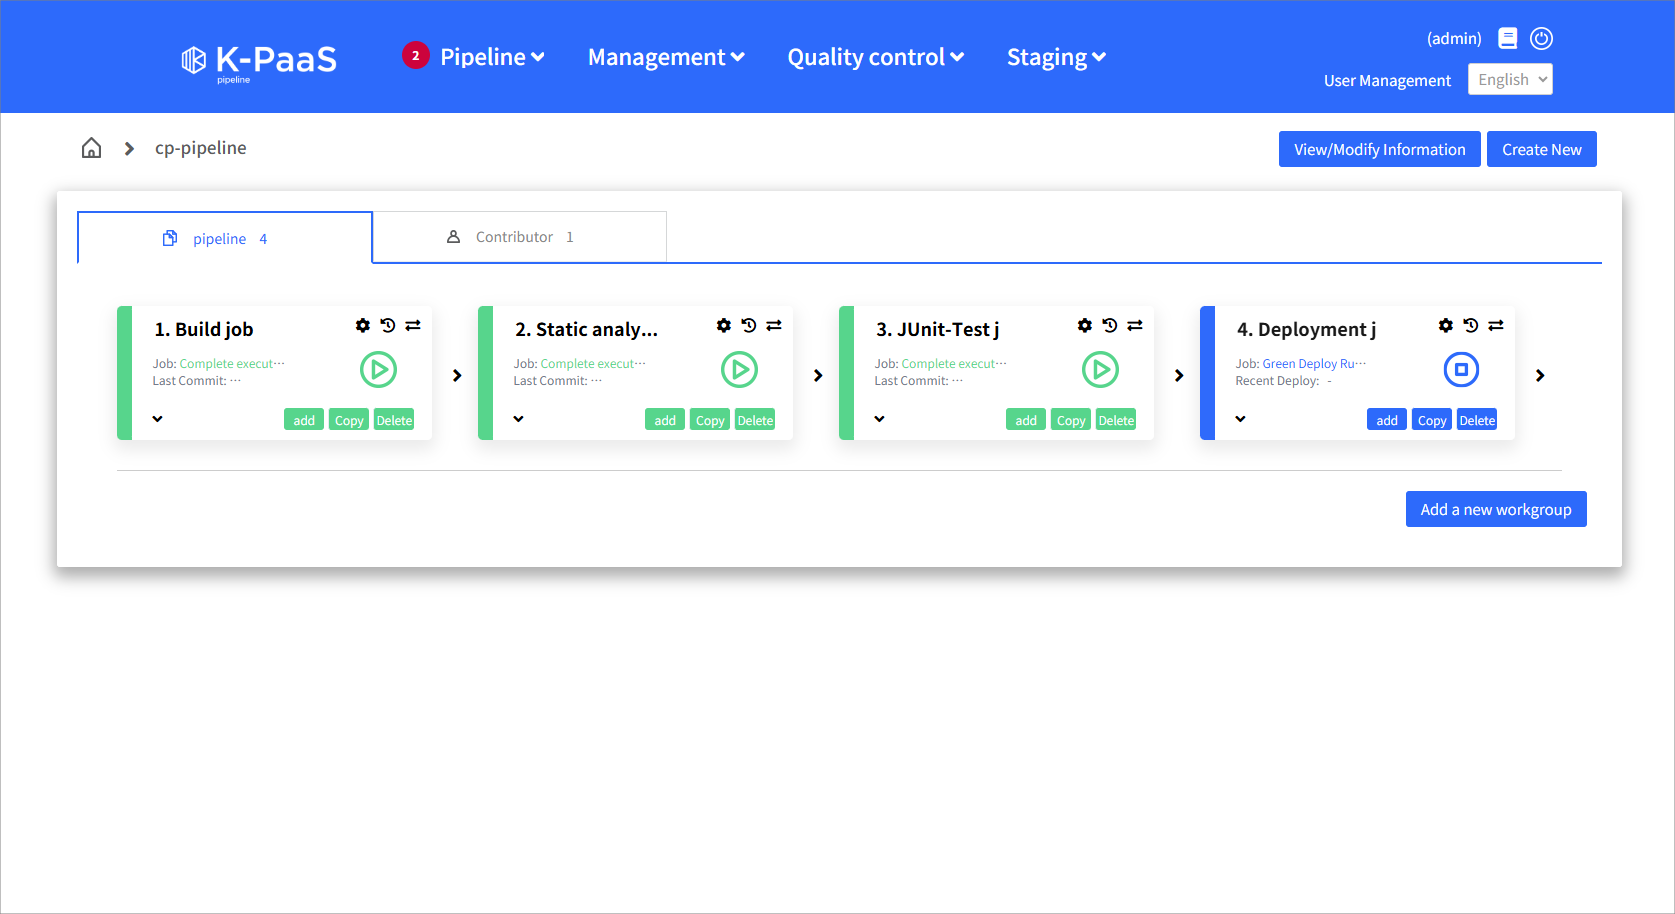 K-PaaS
pipeline
2
Pipeline
Management
Quality control
Staging
(admin)
User Management
English
cp-pipeline
View/Modify Information
Create New
pipeline 4
Contributor 1
1. Build job
Job: Complete execut···
Last Commit: ···
add Copy Delete
2. Static analy...
Job: Complete execut···
Last Commit: ···
add Copy Delete
3. JUnit-Test j
Job: Complete execut···
Last Commit: ···
add Copy Delete
4. Deployment j
Job: Green Deploy Ru···
Recent Deploy: -
add Copy Delete
Add a new workgroup